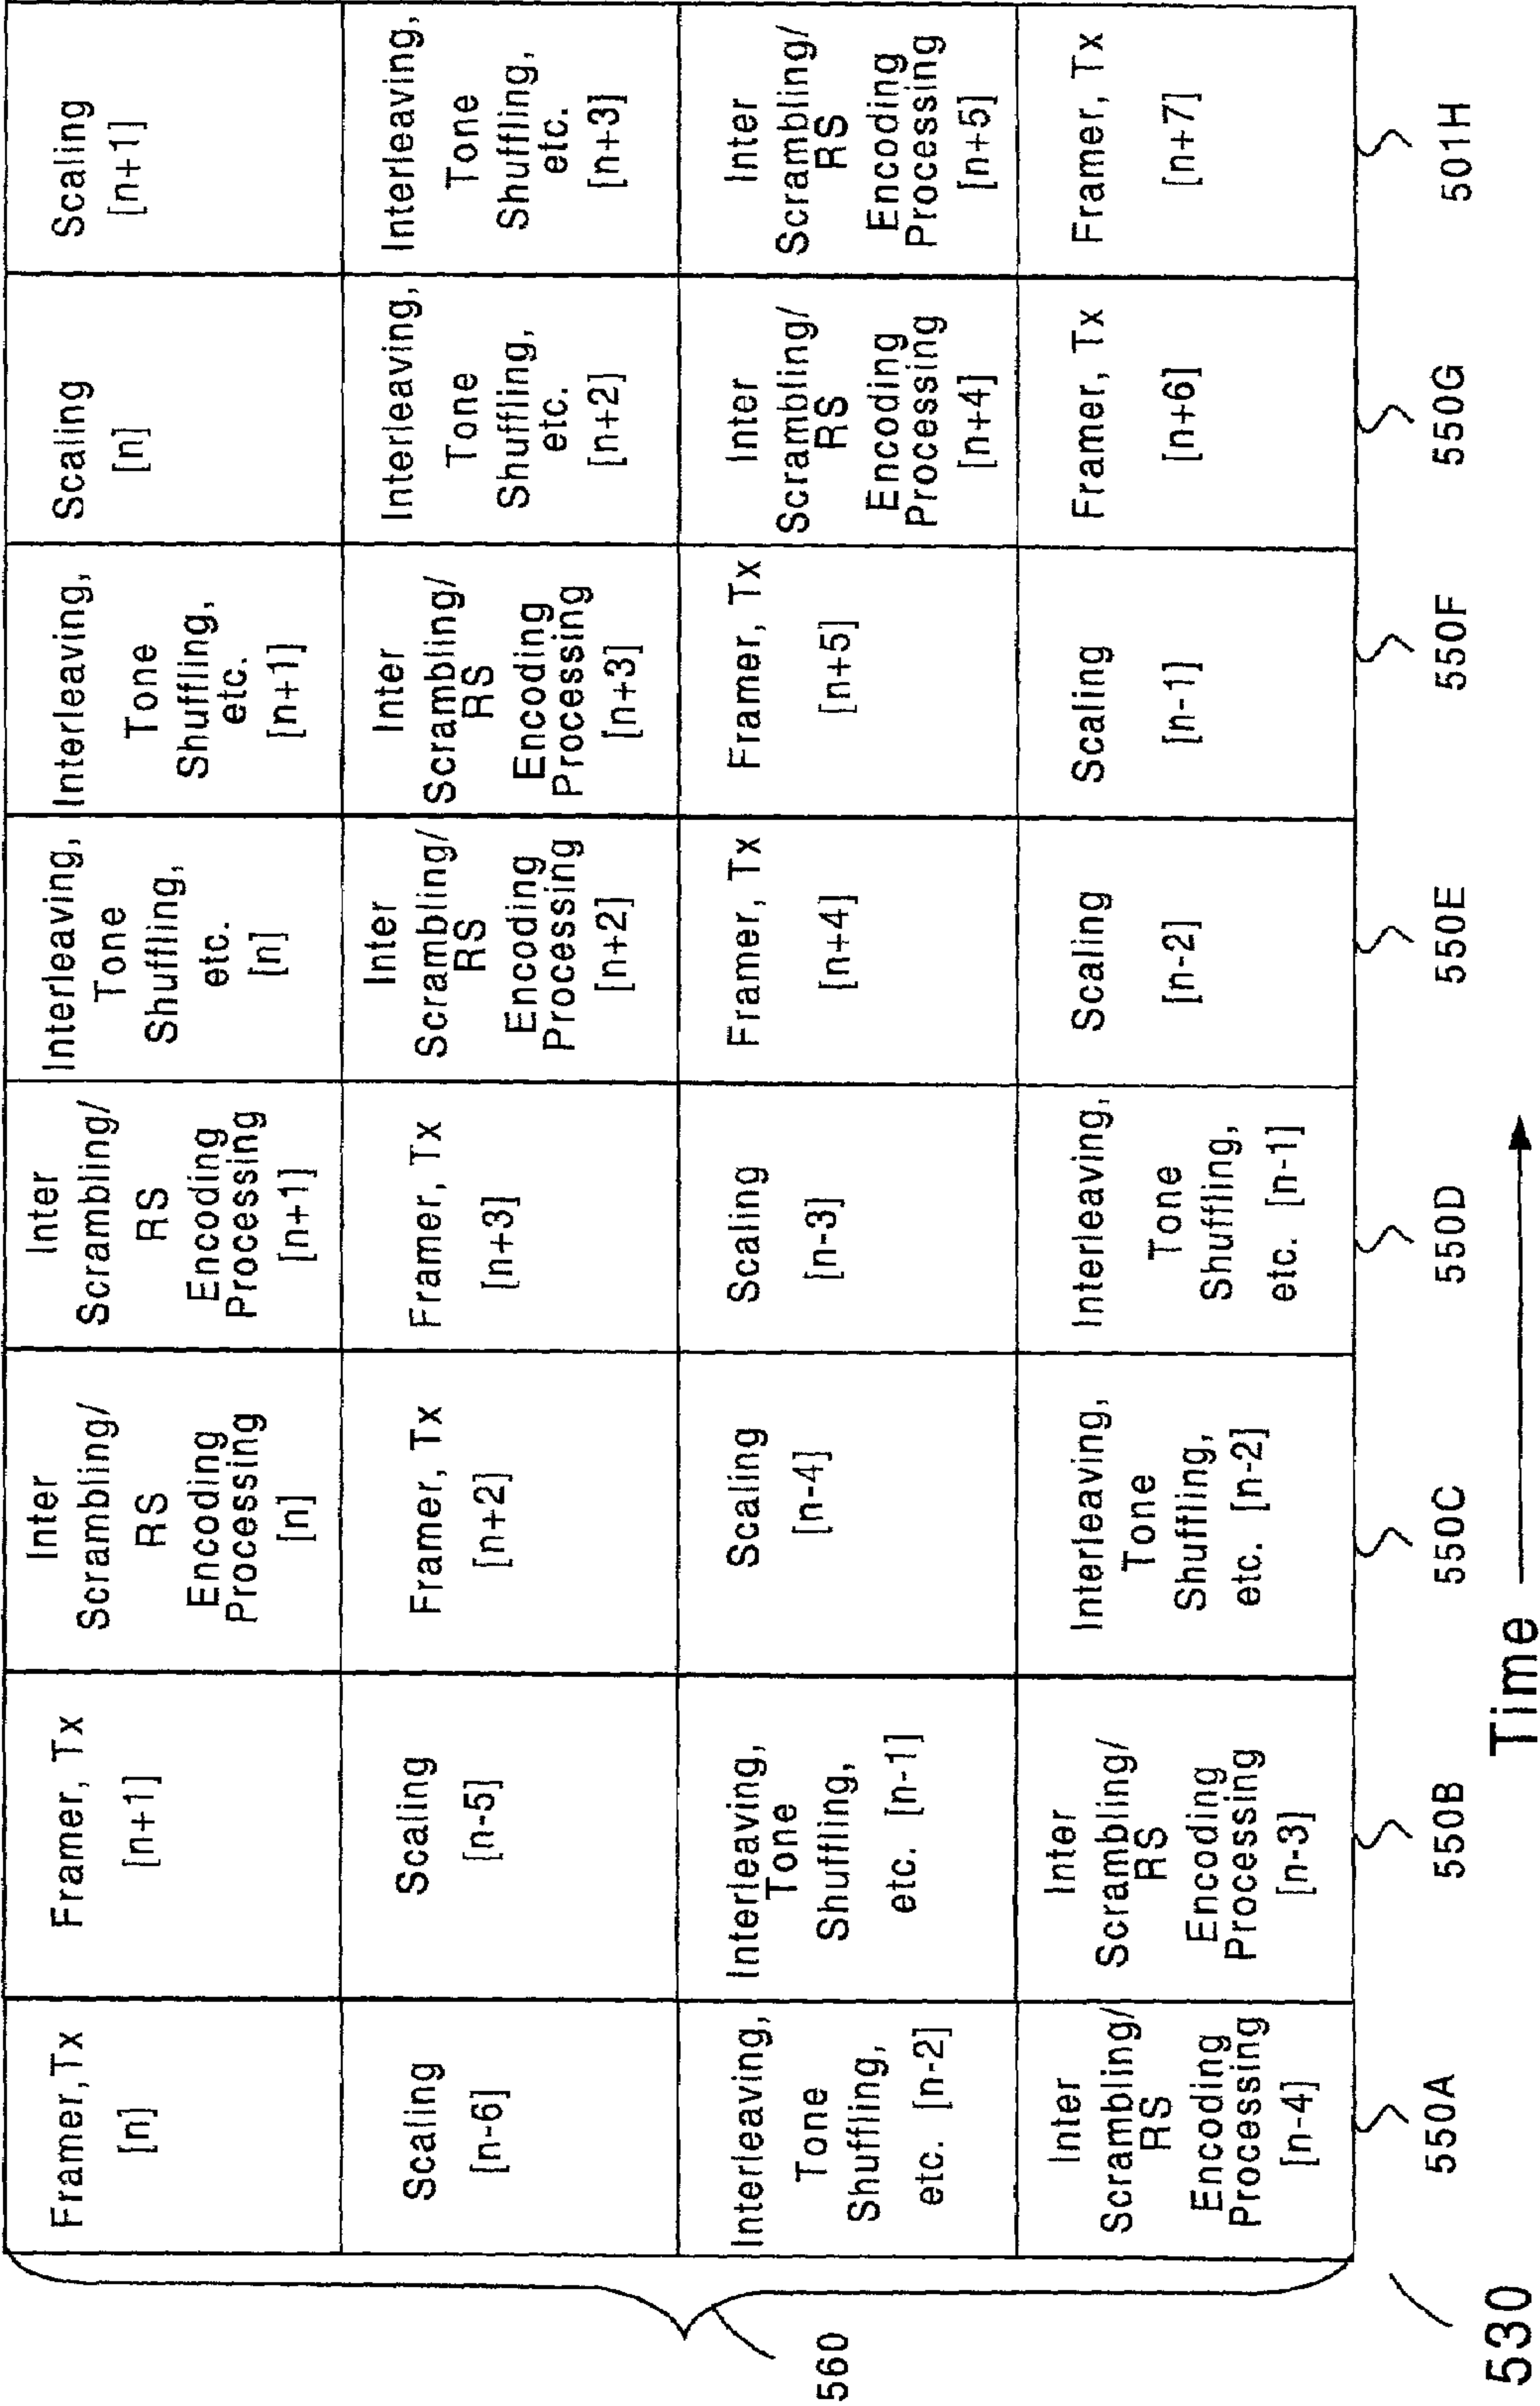 Framer,Tx
[n]
Framer, Tx
[n+1]
Inter
Scrambling/
RS
Encoding
Processing
[n]
Inter
Scrambling/
RS
Encoding
Processing
[n+1]
Interleaving,
Tone
Shuffling,
etc.
[n]
Interleaving,
Tone
Shuffling,
etc.
[n+1]
Scaling
[n]
Scaling
[n+1]
Scaling
[n-6]
Scaling
[n-5]
Framer, Tx
[n+2]
Framer, Tx
[n+3]
Inter
Scrambling/
RS
Encoding
Processing
[n+2]
Inter
Scrambling/
RS
Encoding
Processing
[n+3]
Interleaving,
Tone
Shuffling,
etc.
[n+2]
Interleaving,
Tone
Shuffling,
etc.
[n+3]
Interleaving,
Tone
Shuffling,
etc. [n-2]
Interleaving,
Tone
Shuffling,
etc. [n-1]
Scaling
[n-4]
Scaling
[n-3]
Framer, Tx
[n+4]
Framer, Tx
[n+5]
Inter
Scrambling/
RS
Encoding
Processing
[n+4]
Inter
Scrambling/
RS
Encoding
Processing
[n+5]
Inter
Scrambling/
RS
Encoding
Processing
[n-4]
Inter
Scrambling/
RS
Encoding
Processing
[n-3]
Interleaving,
Tone
Shuffling,
etc. [n-2]
Interleaving,
Tone
Shuffling,
etc. [n-1]
Scaling
[n-2]
Scaling
[n-1]
Framer, Tx
[n+6]
Framer, Tx
[n+7]
560
550A
550B
550C
550D
550E
550F
550G
501H
530
Time